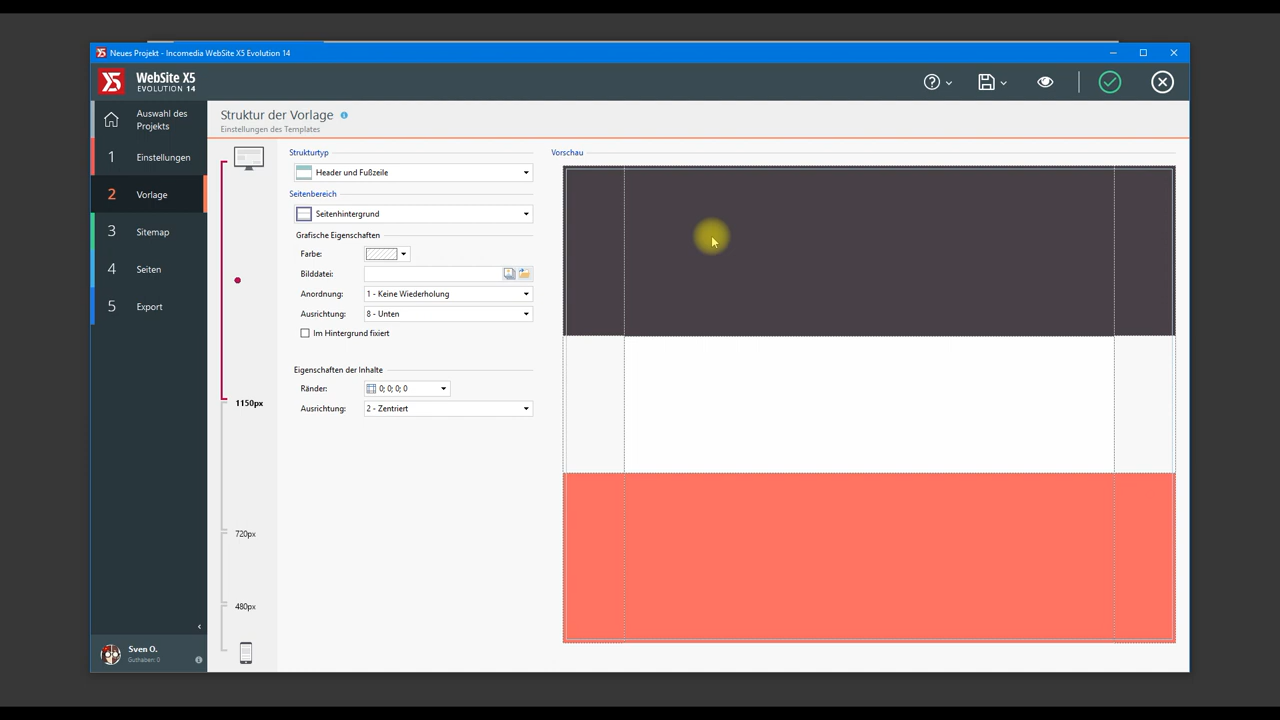 Neues Projekt - Incomedia WebSite X5 Evolution 14
X5
WebSite X5
EVOLUTION 14
Auswahl des
Projekts
1 Einstellungen
2 Vorlage
3 Sitemap
4 Seiten
5 Export
Sven O.
Guthaben: 0
Struktur der Vorlage
Einstellungen des Templates
1150px
720px
480px
Strukturtyp
Header und Fußzeile
Seitenbereich
Seitenhintergrund
Grafische Eigenschaften
Farbe:
Bilddatei:
Anordnung: 1 - Keine Wiederholung
Ausrichtung: 8 - Unten
Im Hintergrund fixiert
Eigenschaften der Inhalte
Ränder: 0; 0; 0; 0
Ausrichtung: 2 - Zentriert
Vorschau